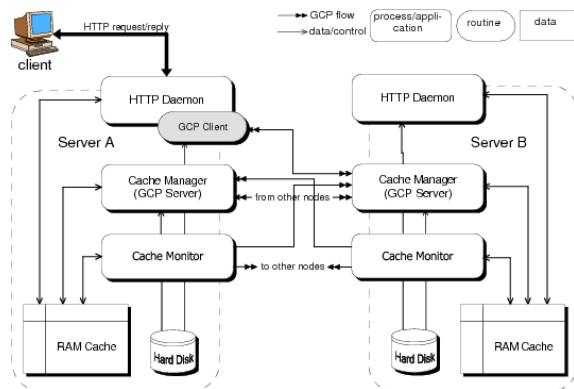 HTTP request/reply
client
GCP flow
data/control
process/appli-
cation
routine
data
HTTP Daemon
GCP Client
Server A
Cache Manager
(GCP Server)
Cache Monitor
RAM Cache
Hard Disk
from other nodes
to other nodes
HTTP Daemon
Server B
Cache Manager
(GCP Server)
Cache Monitor
Hard Disk
RAM Cache